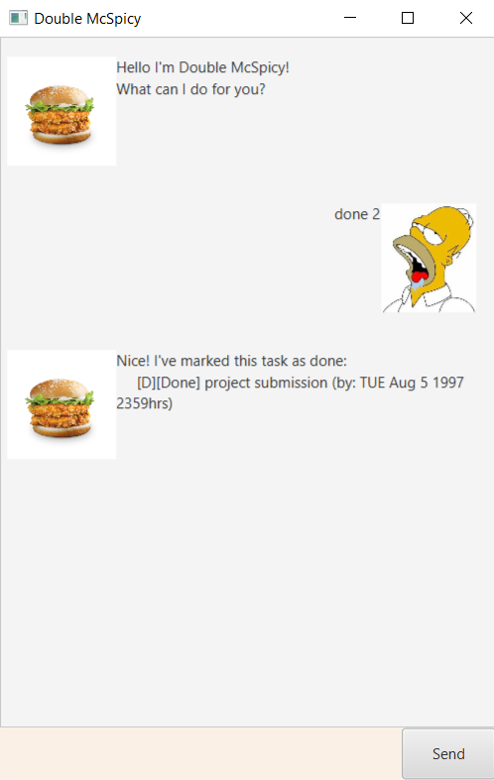 Double McSpicy
Hello I'm Double McSpicy!
What can I do for you?
done 2
Nice! I've marked this task as done:
[D][Done] project submission (by: TUE Aug 5 1997
2359hrs)
Send